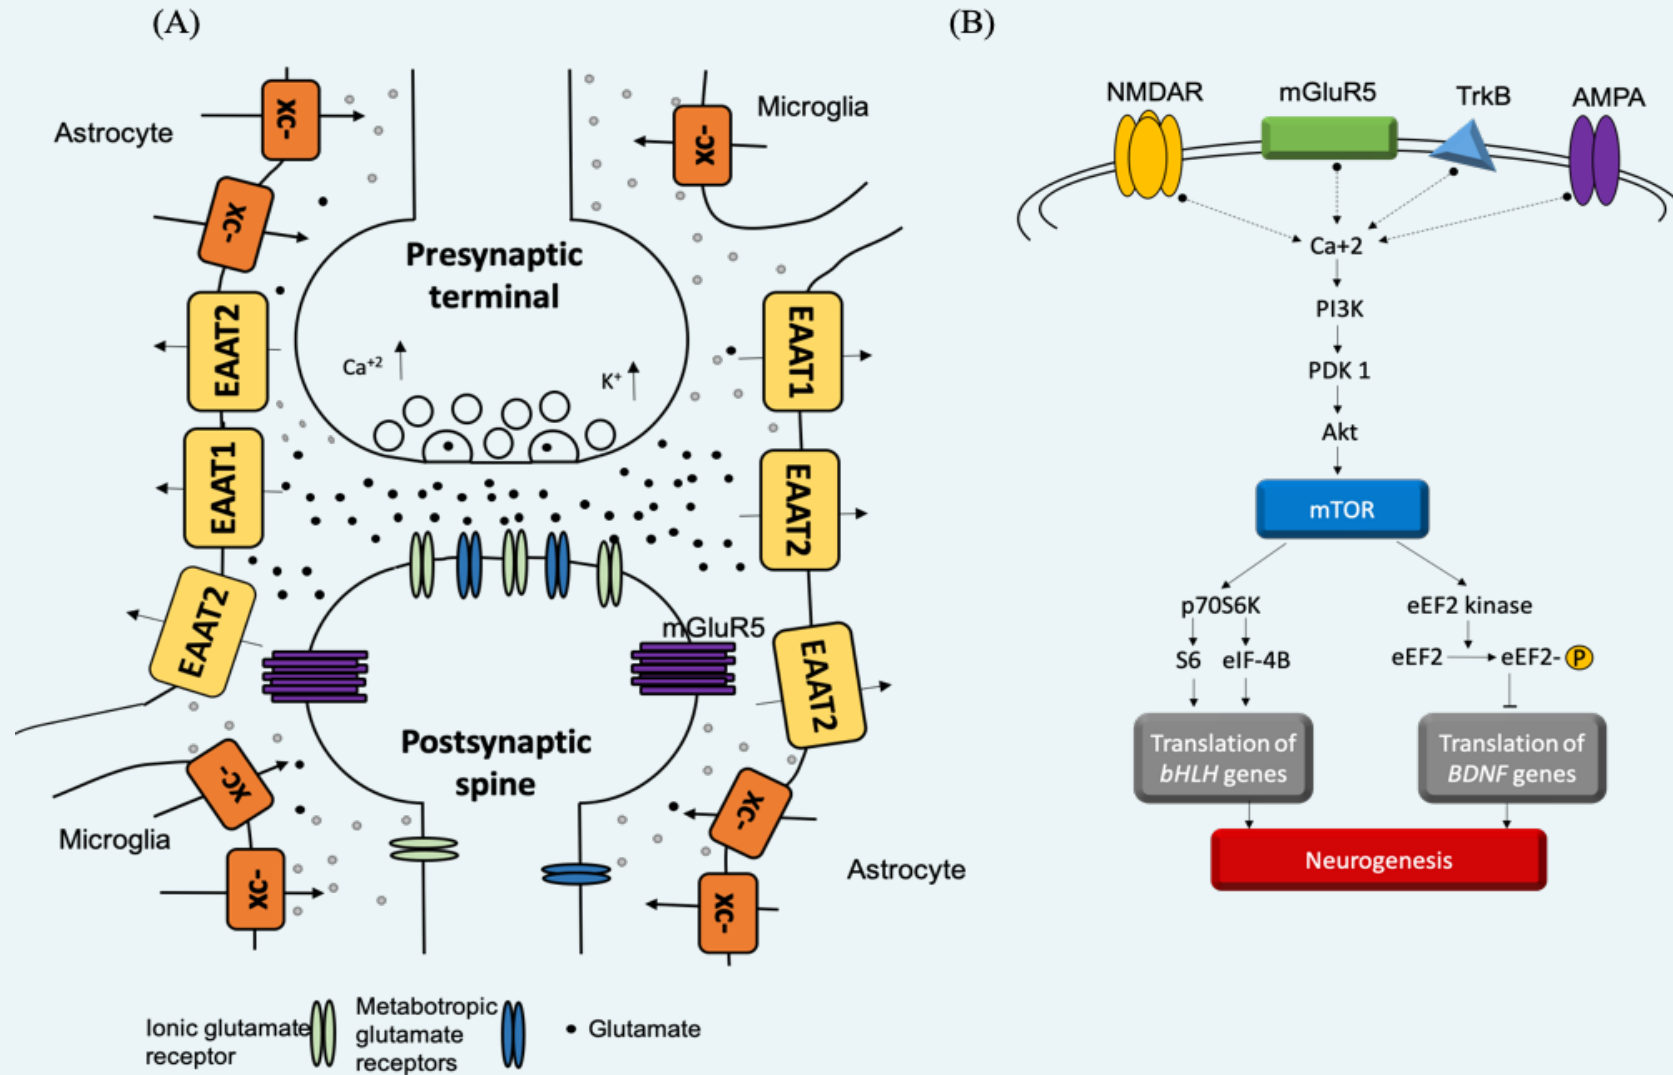 (A)
Astrocyte
xc-
xc-
EAAT2
EAAT1
EAAT2
Presynaptic
terminal
Ca+2
K+
Microglia
xc-
EAAT1
EAAT2
EAAT2
mGluR5
Postsynaptic
spine
Microglia
xc-
xc-
xc-
xc-
Astrocyte
Ionic glutamate
receptor
Metabotropic
glutamate
receptors
Glutamate
(B)
NMDAR
mGluR5
TrkB
AMPA
Ca+2
PI3K
PDK 1
Akt
mTOR
p70S6K
eEF2 kinase
S6
eIF-4B
eEF2
eEF2- P
Translation of
bHLH genes
Translation of
BDNF genes
Neurogenesis